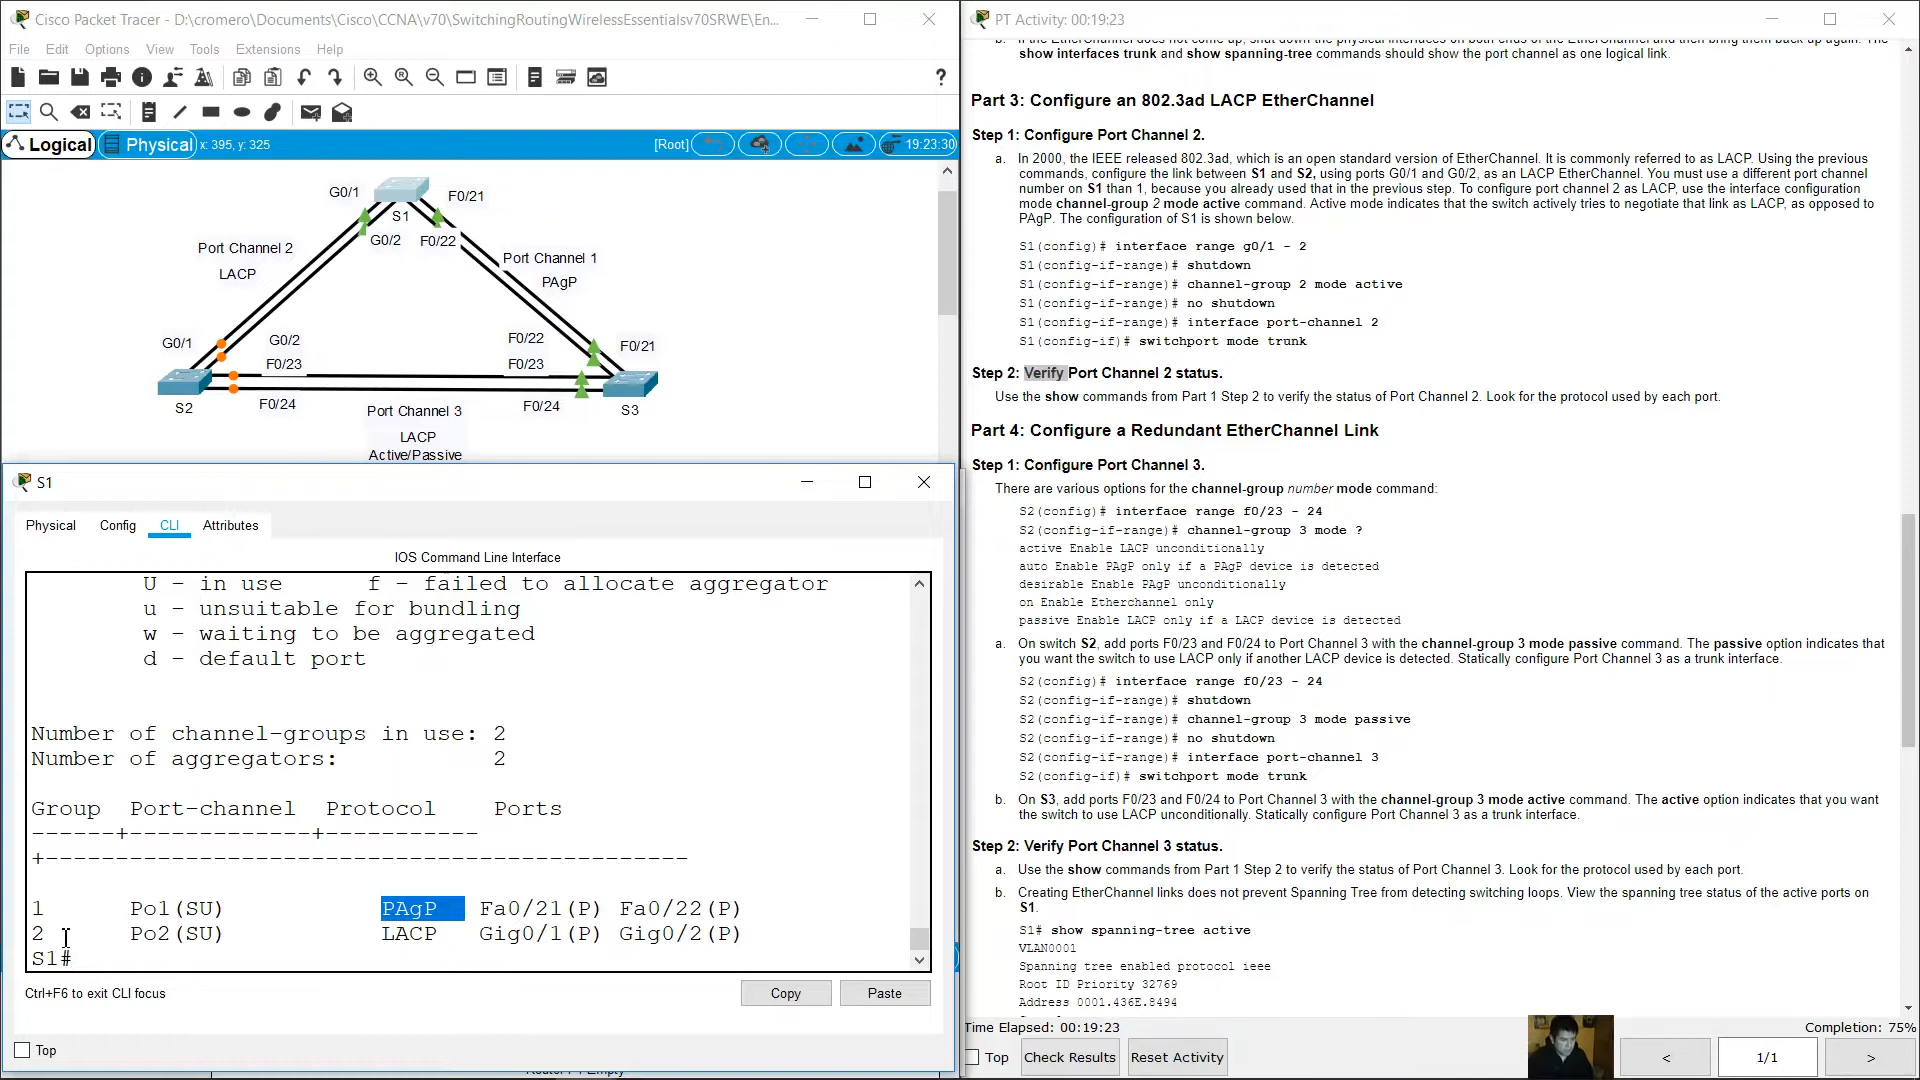 Cisco Packet Tracer - D:\cromero\Documents\Cisco\CCNA\v70\SwitchingRoutingWirelessEssentialsv70SRWE\En...
File Edit Options View Tools Extensions Help
Logical Physical x: 395, y: 325 [Root] 19:23:30
G0/1 F0/21
S1
G0/2 F0/22
Port Channel 2
LACP
Port Channel 1
PAgP
G0/1 G0/2 F0/22 F0/21
F0/23 F0/23
S2 F0/24 F0/24 S3
Port Channel 3
LACP
Active/Passive
S1
Physical Config CLI Attributes
IOS Command Line Interface
U - in use f - failed to allocate aggregator
u - unsuitable for bundling
w - waiting to be aggregated
d - default port
Number of channel-groups in use: 2
Number of aggregators: 2
Group Port-channel Protocol Ports
------+-------------+-----------
+----------------------------------------------
1 Po1(SU) PAgP Fa0/21(P) Fa0/22(P)
2 Po2(SU) LACP Gig0/1(P) Gig0/2(P)
S1#
Ctrl+F6 to exit CLI focus
Copy Paste
Top
PT Activity: 00:19:23
show interfaces trunk and show spanning-tree commands should show the port channel as one logical link.
Part 3: Configure an 802.3ad LACP EtherChannel
Step 1: Configure Port Channel 2.
a. In 2000, the IEEE released 802.3ad, which is an open standard version of EtherChannel. It is commonly referred to as LACP. Using the previous
commands, configure the link between S1 and S2, using ports G0/1 and G0/2, as an LACP EtherChannel. You must use a different port channel
number on S1 than 1, because you already used that in the previous step. To configure port channel 2 as LACP, use the interface configuration
mode channel-group 2 mode active command. Active mode indicates that the switch actively tries to negotiate that link as LACP, as opposed to
PAgP. The configuration of S1 is shown below.
S1(config)# interface range g0/1 - 2
S1(config-if-range)# shutdown
S1(config-if-range)# channel-group 2 mode active
S1(config-if-range)# no shutdown
S1(config-if-range)# interface port-channel 2
S1(config-if)# switchport mode trunk
Step 2: Verify Port Channel 2 status.
Use the show commands from Part 1 Step 2 to verify the status of Port Channel 2. Look for the protocol used by each port.
Part 4: Configure a Redundant EtherChannel Link
Step 1: Configure Port Channel 3.
There are various options for the channel-group number mode command:
S2(config)# interface range f0/23 - 24
S2(config-if-range)# channel-group 3 mode ?
active Enable LACP unconditionally
auto Enable PAgP only if a PAgP device is detected
desirable Enable PAgP unconditionally
on Enable Etherchannel only
passive Enable LACP only if a LACP device is detected
a. On switch S2, add ports F0/23 and F0/24 to Port Channel 3 with the channel-group 3 mode passive command. The passive option indicates that
you want the switch to use LACP only if another LACP device is detected. Statically configure Port Channel 3 as a trunk interface.
S2(config)# interface range f0/23 - 24
S2(config-if-range)# shutdown
S2(config-if-range)# channel-group 3 mode passive
S2(config-if-range)# no shutdown
S2(config-if-range)# interface port-channel 3
S2(config-if)# switchport mode trunk
b. On S3, add ports F0/23 and F0/24 to Port Channel 3 with the channel-group 3 mode active command. The active option indicates that you want
the switch to use LACP unconditionally. Statically configure Port Channel 3 as a trunk interface.
Step 2: Verify Port Channel 3 status.
a. Use the show commands from Part 1 Step 2 to verify the status of Port Channel 3. Look for the protocol used by each port.
b. Creating EtherChannel links does not prevent Spanning Tree from detecting switching loops. View the spanning tree status of the active ports on
S1.
S1# show spanning-tree active
VLAN0001
Spanning tree enabled protocol ieee
Root ID Priority 32769
Address 0001.436E.8494
Time Elapsed: 00:19:23 Completion: 75%
Top Check Results Reset Activity < 1/1 >